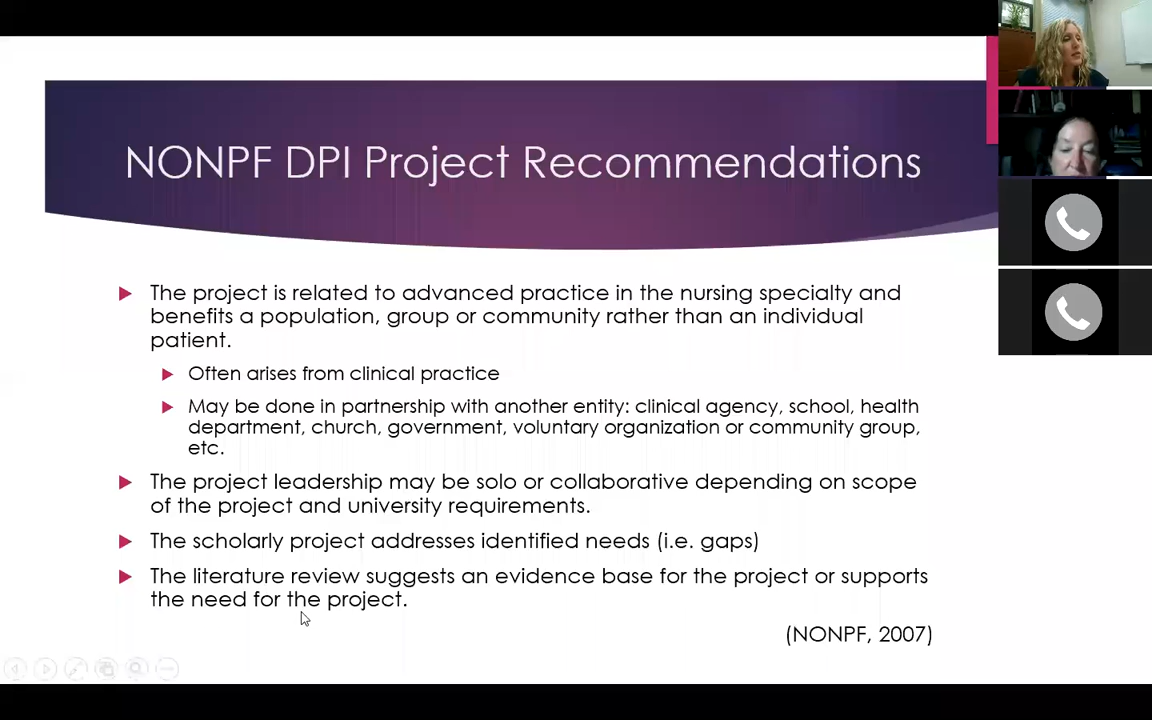 NONPF DPI Project Recommendations
The project is related to advanced practice in the nursing specialty and
benefits a population, group or community rather than an individual
patient.
Often arises from clinical practice
May be done in partnership with another entity: clinical agency, school, health
department, church, government, voluntary organization or community group,
etc.
The project leadership may be solo or collaborative depending on scope
of the project and university requirements.
The scholarly project addresses identified needs (i.e. gaps)
The literature review suggests an evidence base for the project or supports
the need for the project.
(NONPF, 2007)